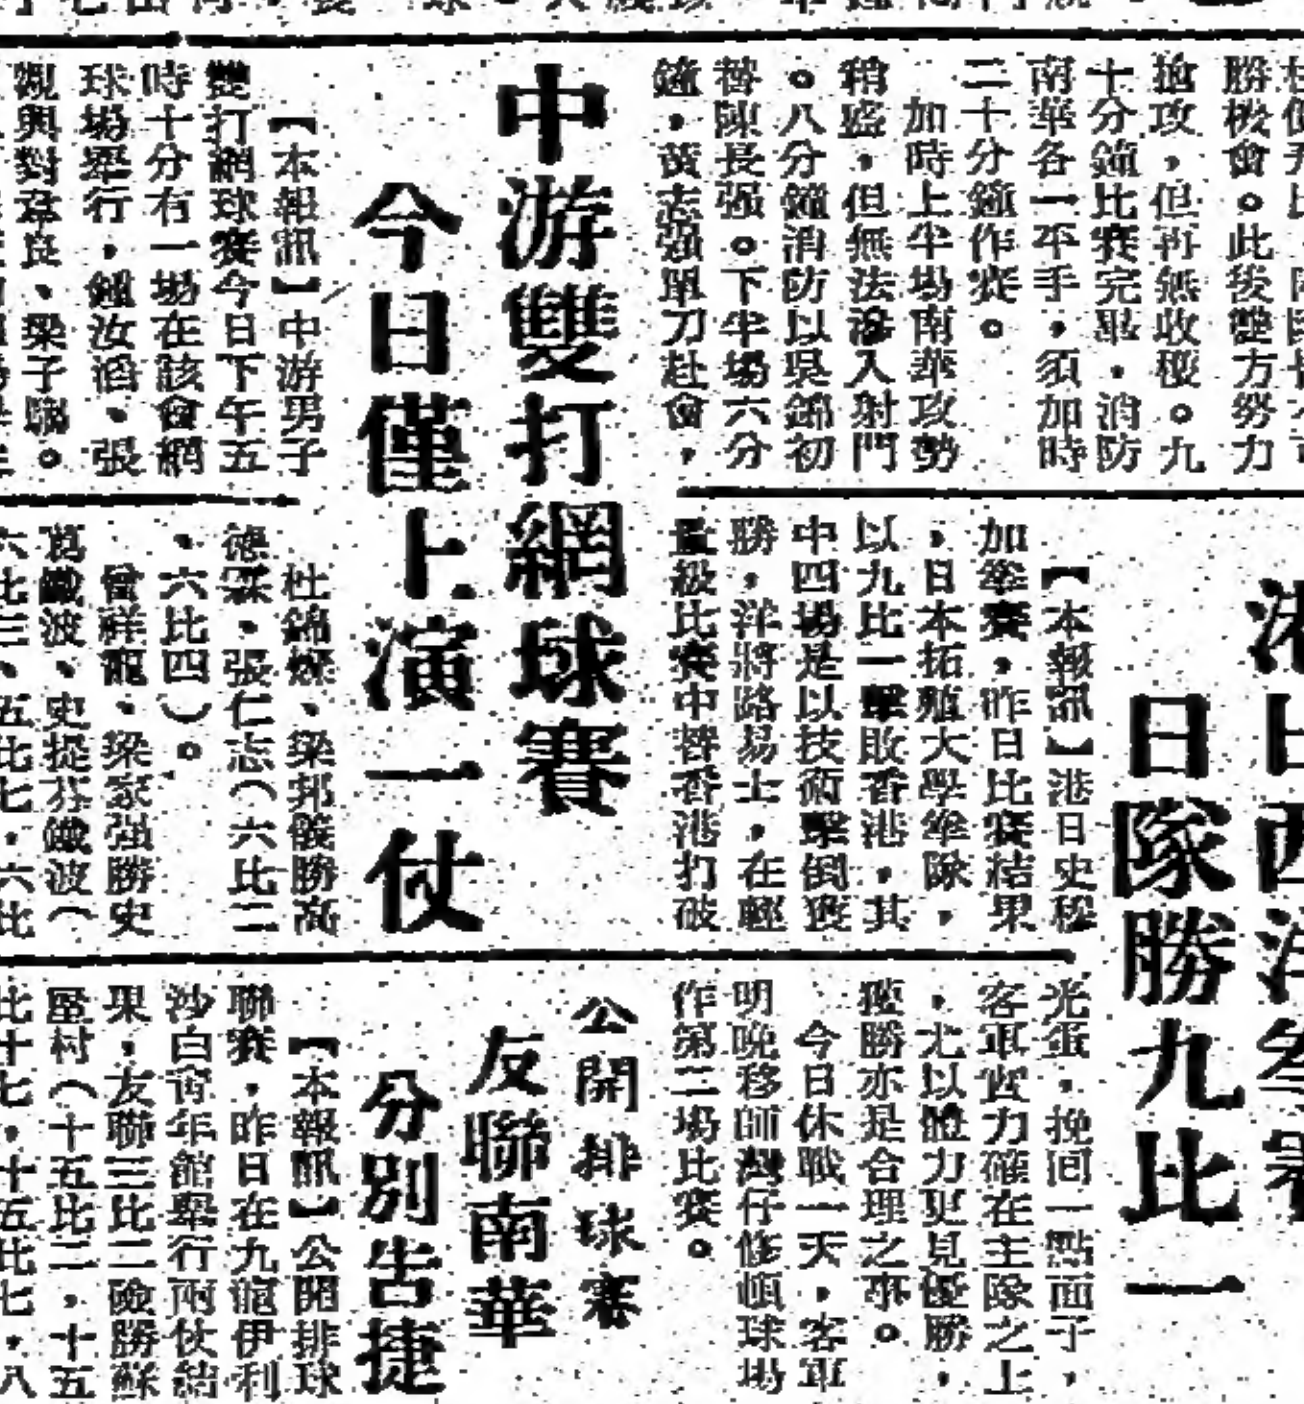 勝機會。此後雙方努力
搶攻，但再無收穫。九
十分鐘比賽完畢，消防
南華各一平手，須加時
二十分鐘作賽。
加時上半場南華攻勢
稍盛，但無法滲入射門
。八分鐘消防以吳錦初
替陳長强。下半場六分
鐘，黃志强單刀赴會，
中游雙打網球賽
今日僅上演一仗
【本報訊】中游男子
雙打網球賽今日下午五
時十分有一場在該會網
球場舉行，鍾汝滔、張
觀興對韋良、梁子驄。
杜錦燦、梁邦儀勝高
德霖、張仁志（六比二
、六比四）。
曾祥龍、梁家强勝史
葛鐵波、史提芬鐵波（
六比三、五比七、六比
日隊勝九比一
【本報訊】港日史穆
加拳賽，昨日比賽結果
，日本拓殖大學拳隊，
以九比一擊敗香港，其
中四場是以技術擊倒獲
勝，洋將路易士，在輕
量級比賽中替香港打破
光蛋，挽回一點面子，
客軍實力確在主隊之上
，尤以體力更見優勝，
獲勝亦是合理之事。
今日休戰一天，客軍
明晚移師灣仔修頓球場
作第二場比賽。
公開排球賽
友聯南華
分別告捷
【本報訊】公開排球
聯賽，昨日在九龍伊利
沙白青年館舉行兩仗結
果，友聯三比二險勝蘇
屋村（十五比二，十五
比十七，十五比七，八